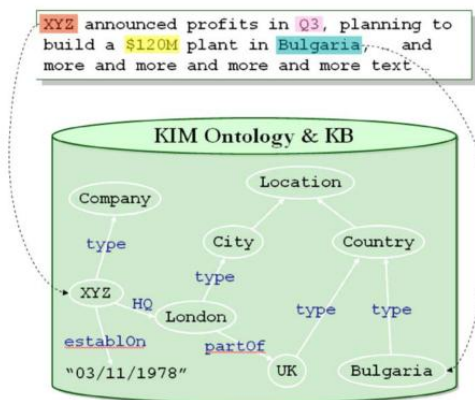 XYZ announced profits in Q3, planning to
build a $120M plant in Bulgaria, and
more and more and more and more text
KIM Ontology & KB
Location
Company
City
Country
type
type
XYZ
HQ
London
type
type
establOn
partOf
"03/11/1978"
UK
Bulgaria